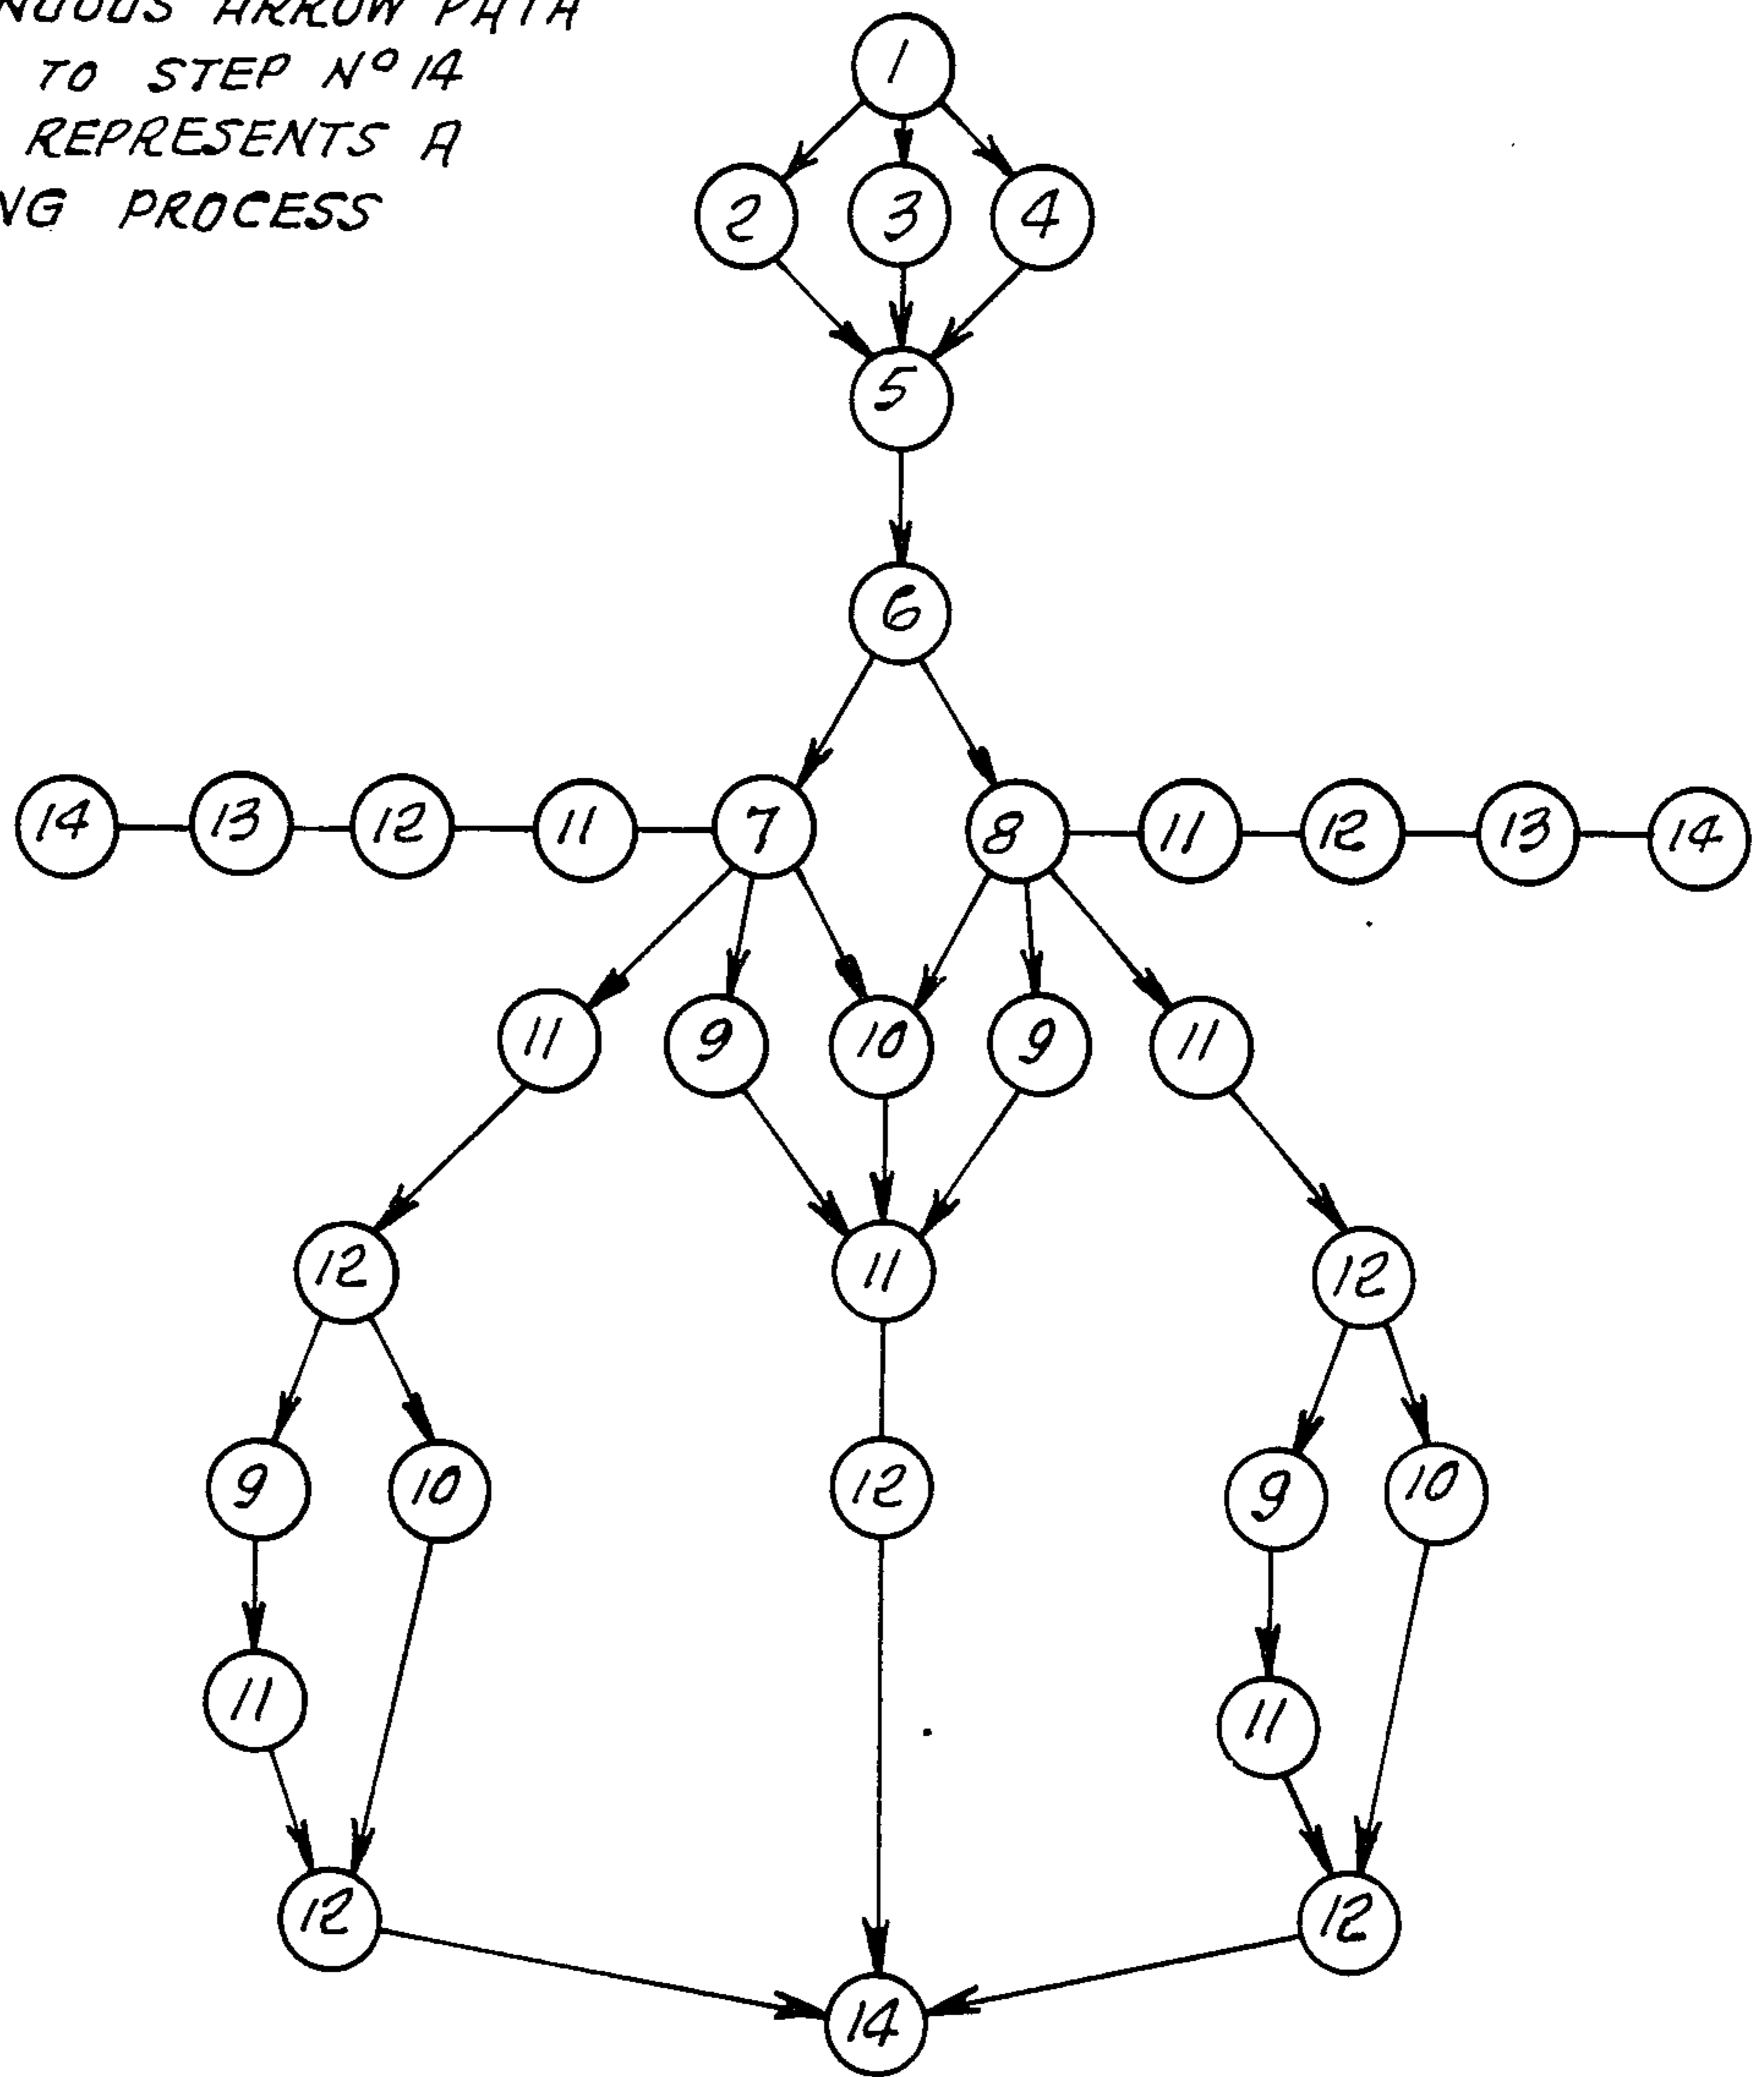 ARROW PATH
TO STEP Nº 14
REPRESENTS A
PROCESS
1
2 3 4
5
6
14 13 12 11 7 8 11 12 13 14
11 9 10 9 11
12 11 12
9 10 12 9 10
11 11
12 12
14